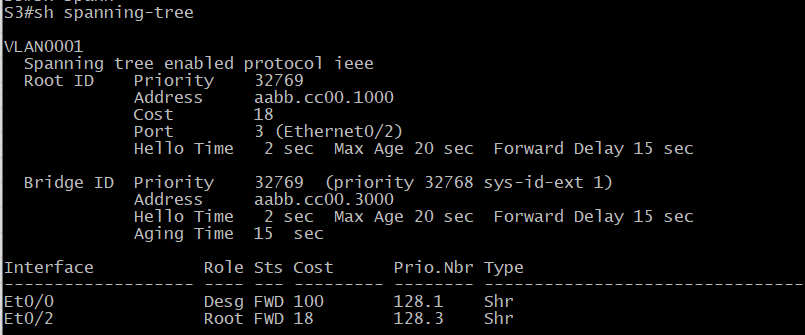 S3#sh spanning-tree
VLAN0001
Spanning tree enabled protocol ieee
Root ID Priority 32769
Address aabb.cc00.1000
Cost 18
Port 3 (Ethernet0/2)
Hello Time 2 sec Max Age 20 sec Forward Delay 15 sec
Bridge ID Priority 32769 (priority 32768 sys-id-ext 1)
Address aabb.cc00.3000
Hello Time 2 sec Max Age 20 sec Forward Delay 15 sec
Aging Time 15 sec
Interface Role Sts Cost Prio.Nbr Type
------------------- ---- --- --------- -------- --------------------------------
Et0/0 Desg FWD 100 128.1 Shr
Et0/2 Root FWD 18 128.3 Shr